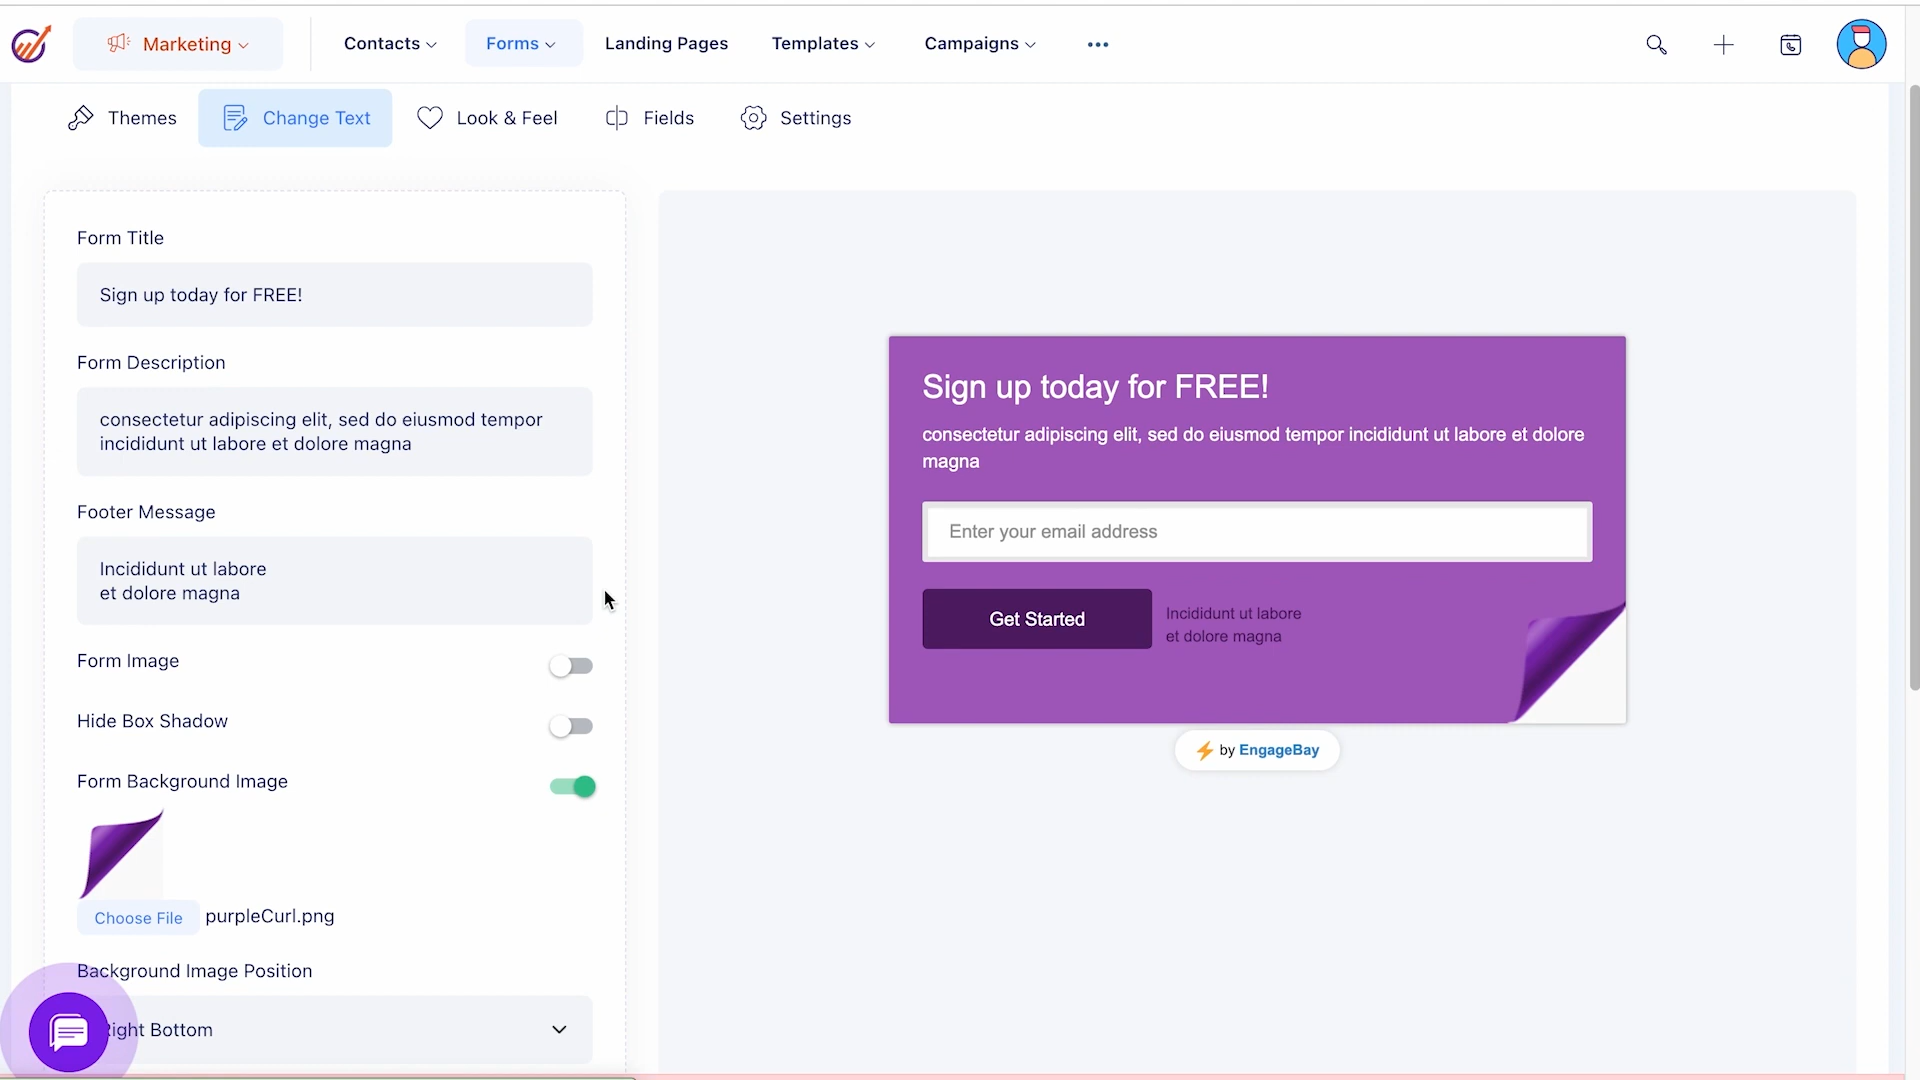 Marketing
Contacts
Forms
Landing Pages
Templates
Campaigns
Themes
Change Text
Look & Feel
Fields
Settings
Form Title
Sign up today for FREE!
Form Description
consectetur adipiscing elit, sed do eiusmod tempor
incididunt ut labore et dolore magna
Footer Message
Incididunt ut labore
et dolore magna
Form Image
Hide Box Shadow
Form Background Image
Choose File purpleCurl.png
Background Image Position
Right Bottom
Sign up today for FREE!
consectetur adipiscing elit, sed do eiusmod tempor incididunt ut labore et dolore
magna
Enter your email address
Get Started
Incididunt ut labore
et dolore magna
by EngageBay